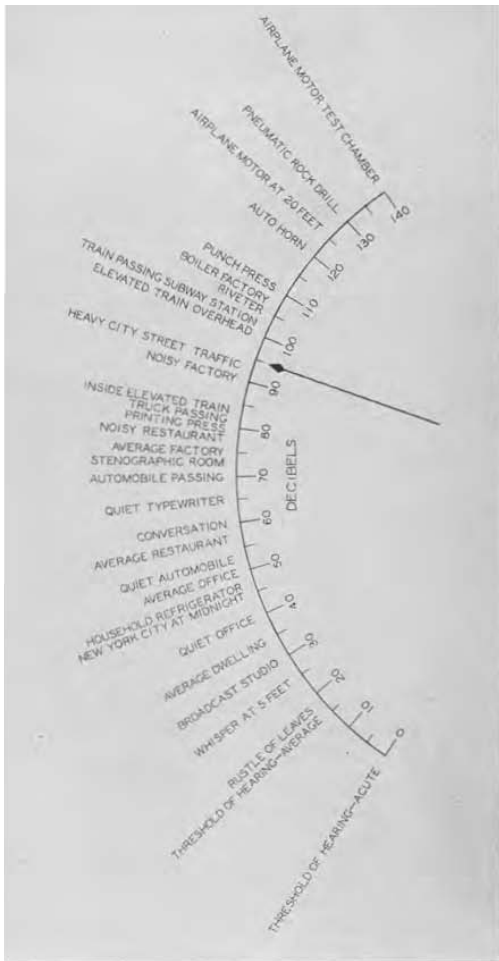 AIRPLANE MOTOR TEST CHAMBER
PNEUMATIC ROCK DRILL
AIRPLANE MOTOR AT 20 FEET
AUTO HORN
PUNCH PRESS
BOILER FACTORY
RIVETER
TRAIN PASSING SUBWAY STATION
ELEVATED TRAIN OVERHEAD
HEAVY CITY STREET TRAFFIC
NOISY FACTORY
INSIDE ELEVATED TRAIN
TRUCK PASSING
PRINTING PRESS
NOISY RESTAURANT
AVERAGE FACTORY
STENOGRAPHIC ROOM
AUTOMOBILE PASSING
QUIET TYPEWRITER
CONVERSATION
AVERAGE RESTAURANT
QUIET AUTOMOBILE
AVERAGE OFFICE
HOUSEHOLD REFRIGERATOR
NEW YORK CITY AT MIDNIGHT
QUIET OFFICE
AVERAGE DWELLING
BROADCAST STUDIO
WHISPER AT 5 FEET
RUSTLE OF LEAVES
THRESHOLD OF HEARING—AVERAGE
THRESHOLD OF HEARING—ACUTE
140
130
120
110
100
90
80
70
60
50
40
30
20
10
0
DECIBELS